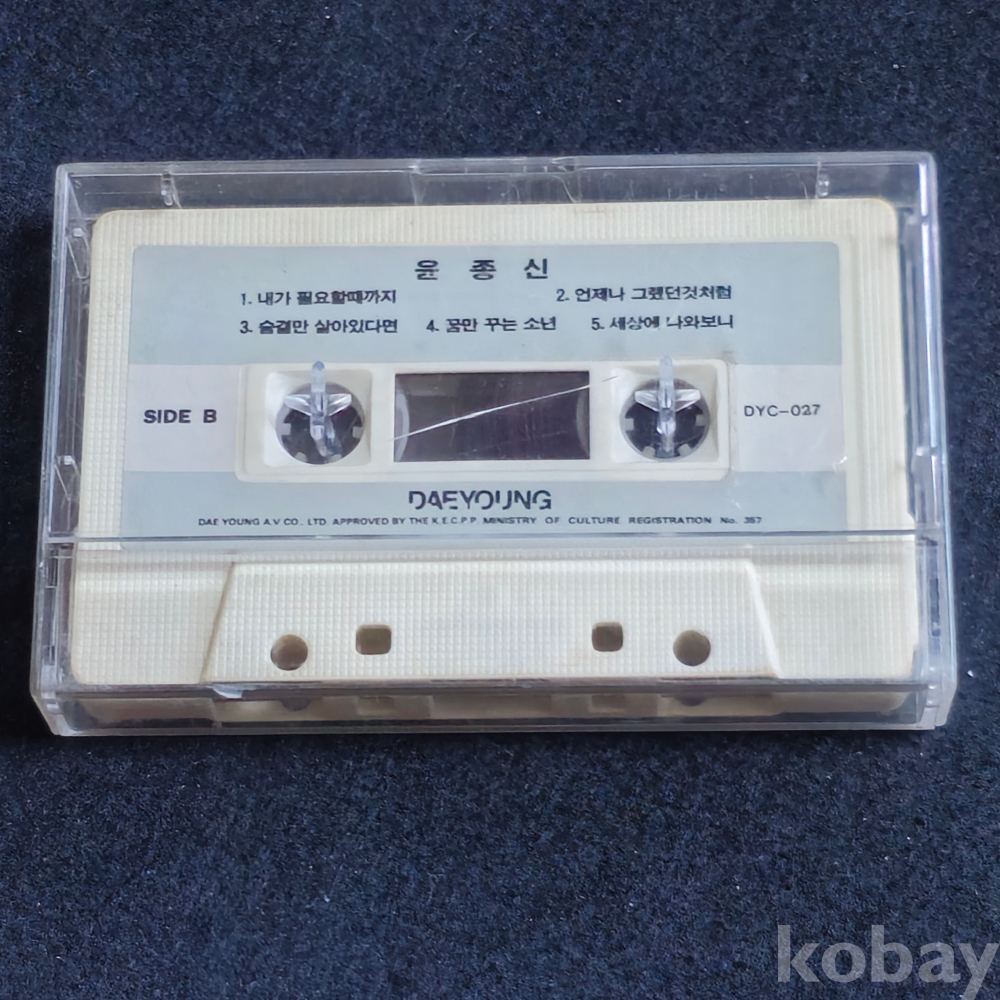 윤 종 신
1. 내가 필요할때까지 2. 언제나 그랬던것처럼
3. 숨결만 살아있다면 4. 꿈만 꾸는 소년 5. 세상에 나와보니
SIDE B
DYC-027
DAEYOUNG
DAE YOUNG A.V CO., LTD. APPROVED BY THE K.E.C.P.P. MINISTRY OF CULTURE REGISTRATION No. 367
kobay